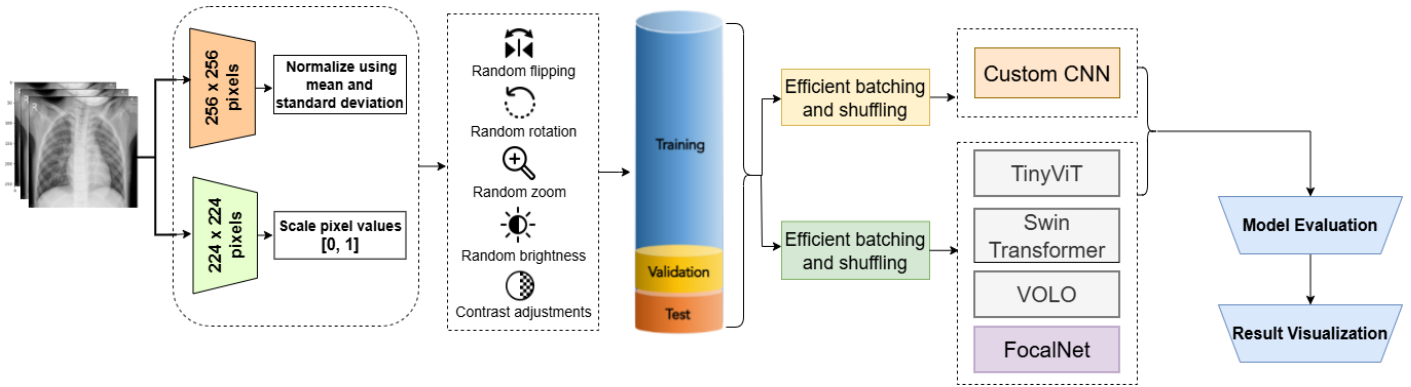 256 x 256
pixels
Normalize using
mean and
standard deviation
224 x 224
pixels
Scale pixel values
[0, 1]
Random flipping
Random rotation
Random zoom
Random brightness
Contrast adjustments
Training
Validation
Test
Efficient batching
and shuffling
Efficient batching
and shuffling
Custom CNN
TinyViT
Swin
Transformer
VOLO
FocalNet
Model Evaluation
Result Visualization